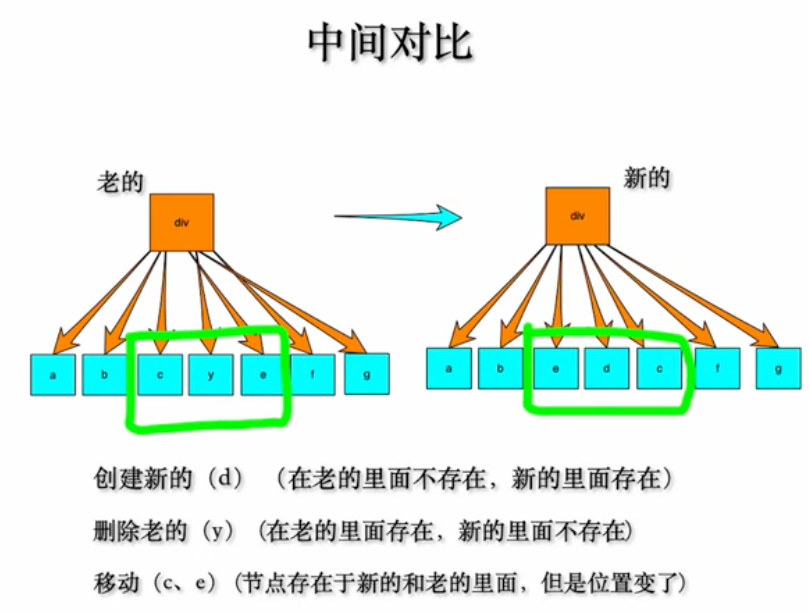 中间对比
老的
新的
div
div
a b c y e f g
a b e d c f g
创建新的（d）（在老的里面不存在，新的里面存在）
删除老的（y）(在老的里面存在，新的里面不存在)
移动（c、e）(节点存在于新的和老的里面，但是位置变了)